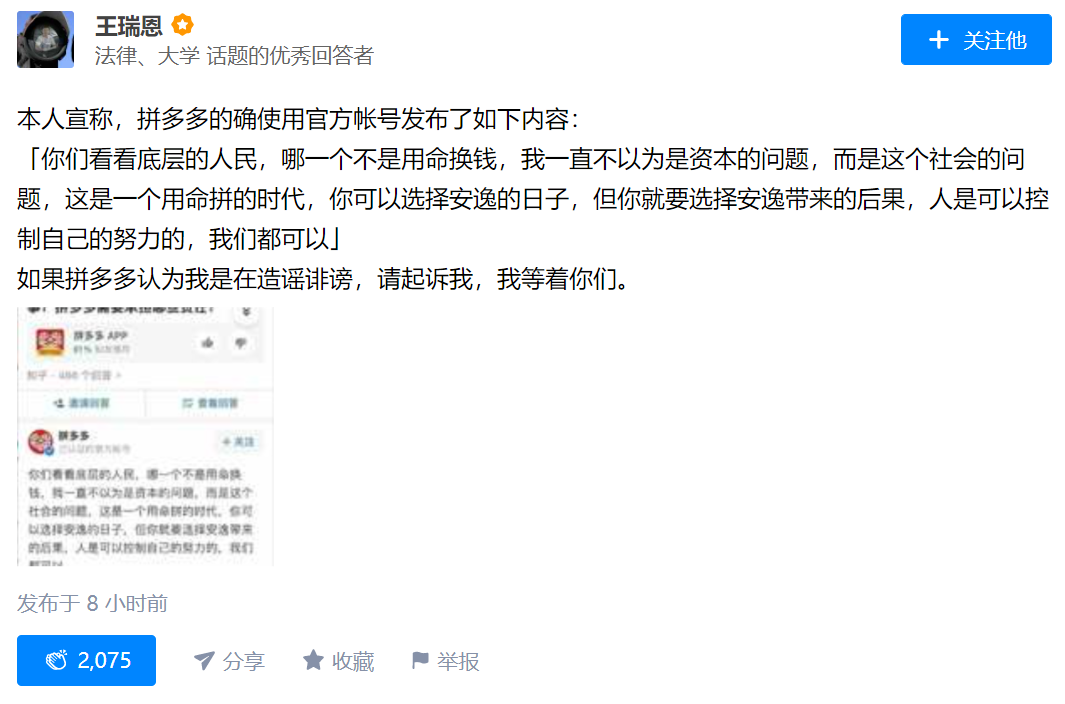 王瑞恩
法律、大学 话题的优秀回答者
关注他
本人宣称，拼多多的确使用官方帐号发布了如下内容：
「你们看看底层的人民，哪一个不是用命换钱，我一直不以为是资本的问题，而是这个社会的问
题，这是一个用命拼的时代，你可以选择安逸的日子，但你就要选择安逸带来的后果，人是可以控
制自己的努力的，我们都可以」
如果拼多多认为我是在造谣诽谤，请起诉我，我等着你们。
拼多多 APP
邀请回答
查看回答
拼多多
+ 关注
你们看看底层的人民，哪一个不是用命换
钱，我一直不以为是资本的问题，而是这个
社会的问题，这是一个用命拼的时代，你可
以选择安逸的日子，但你就要选择安逸带来
的后果，人是可以控制自己的努力的，我们
都可以
发布于 8 小时前
2,075
分享
收藏
举报